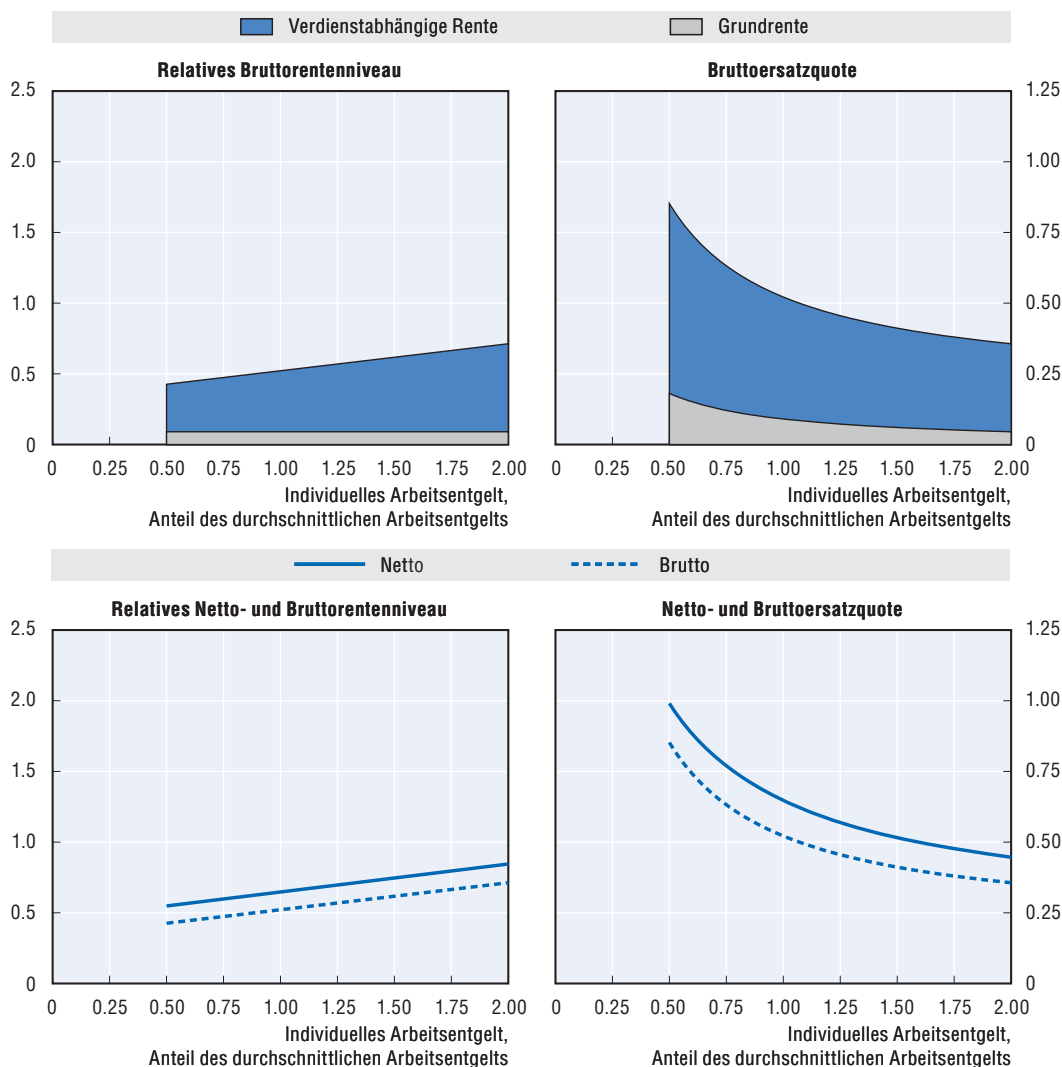 Verdienstabhängige Rente Grundrente
Relatives Bruttorentenniveau
2.5
2.0
1.5
1.0
0.5
0
0 0.25 0.50 0.75 1.00 1.25 1.50 1.75 2.00
Individuelles Arbeitsentgelt,
Anteil des durchschnittlichen Arbeitsentgelts
Bruttoersatzquote
1.25
1.00
0.75
0.50
0.25
0
0 0.25 0.50 0.75 1.00 1.25 1.50 1.75 2.00
Individuelles Arbeitsentgelt,
Anteil des durchschnittlichen Arbeitsentgelts
Netto Brutto
Relatives Netto- und Bruttorentenniveau
2.5
2.0
1.5
1.0
0.5
0
0 0.25 0.50 0.75 1.00 1.25 1.50 1.75 2.00
Individuelles Arbeitsentgelt,
Anteil des durchschnittlichen Arbeitsentgelts
Netto- und Bruttoersatzquote
1.25
1.00
0.75
0.50
0.25
0
0 0.25 0.50 0.75 1.00 1.25 1.50 1.75 2.00
Individuelles Arbeitsentgelt,
Anteil des durchschnittlichen Arbeitsentgelts